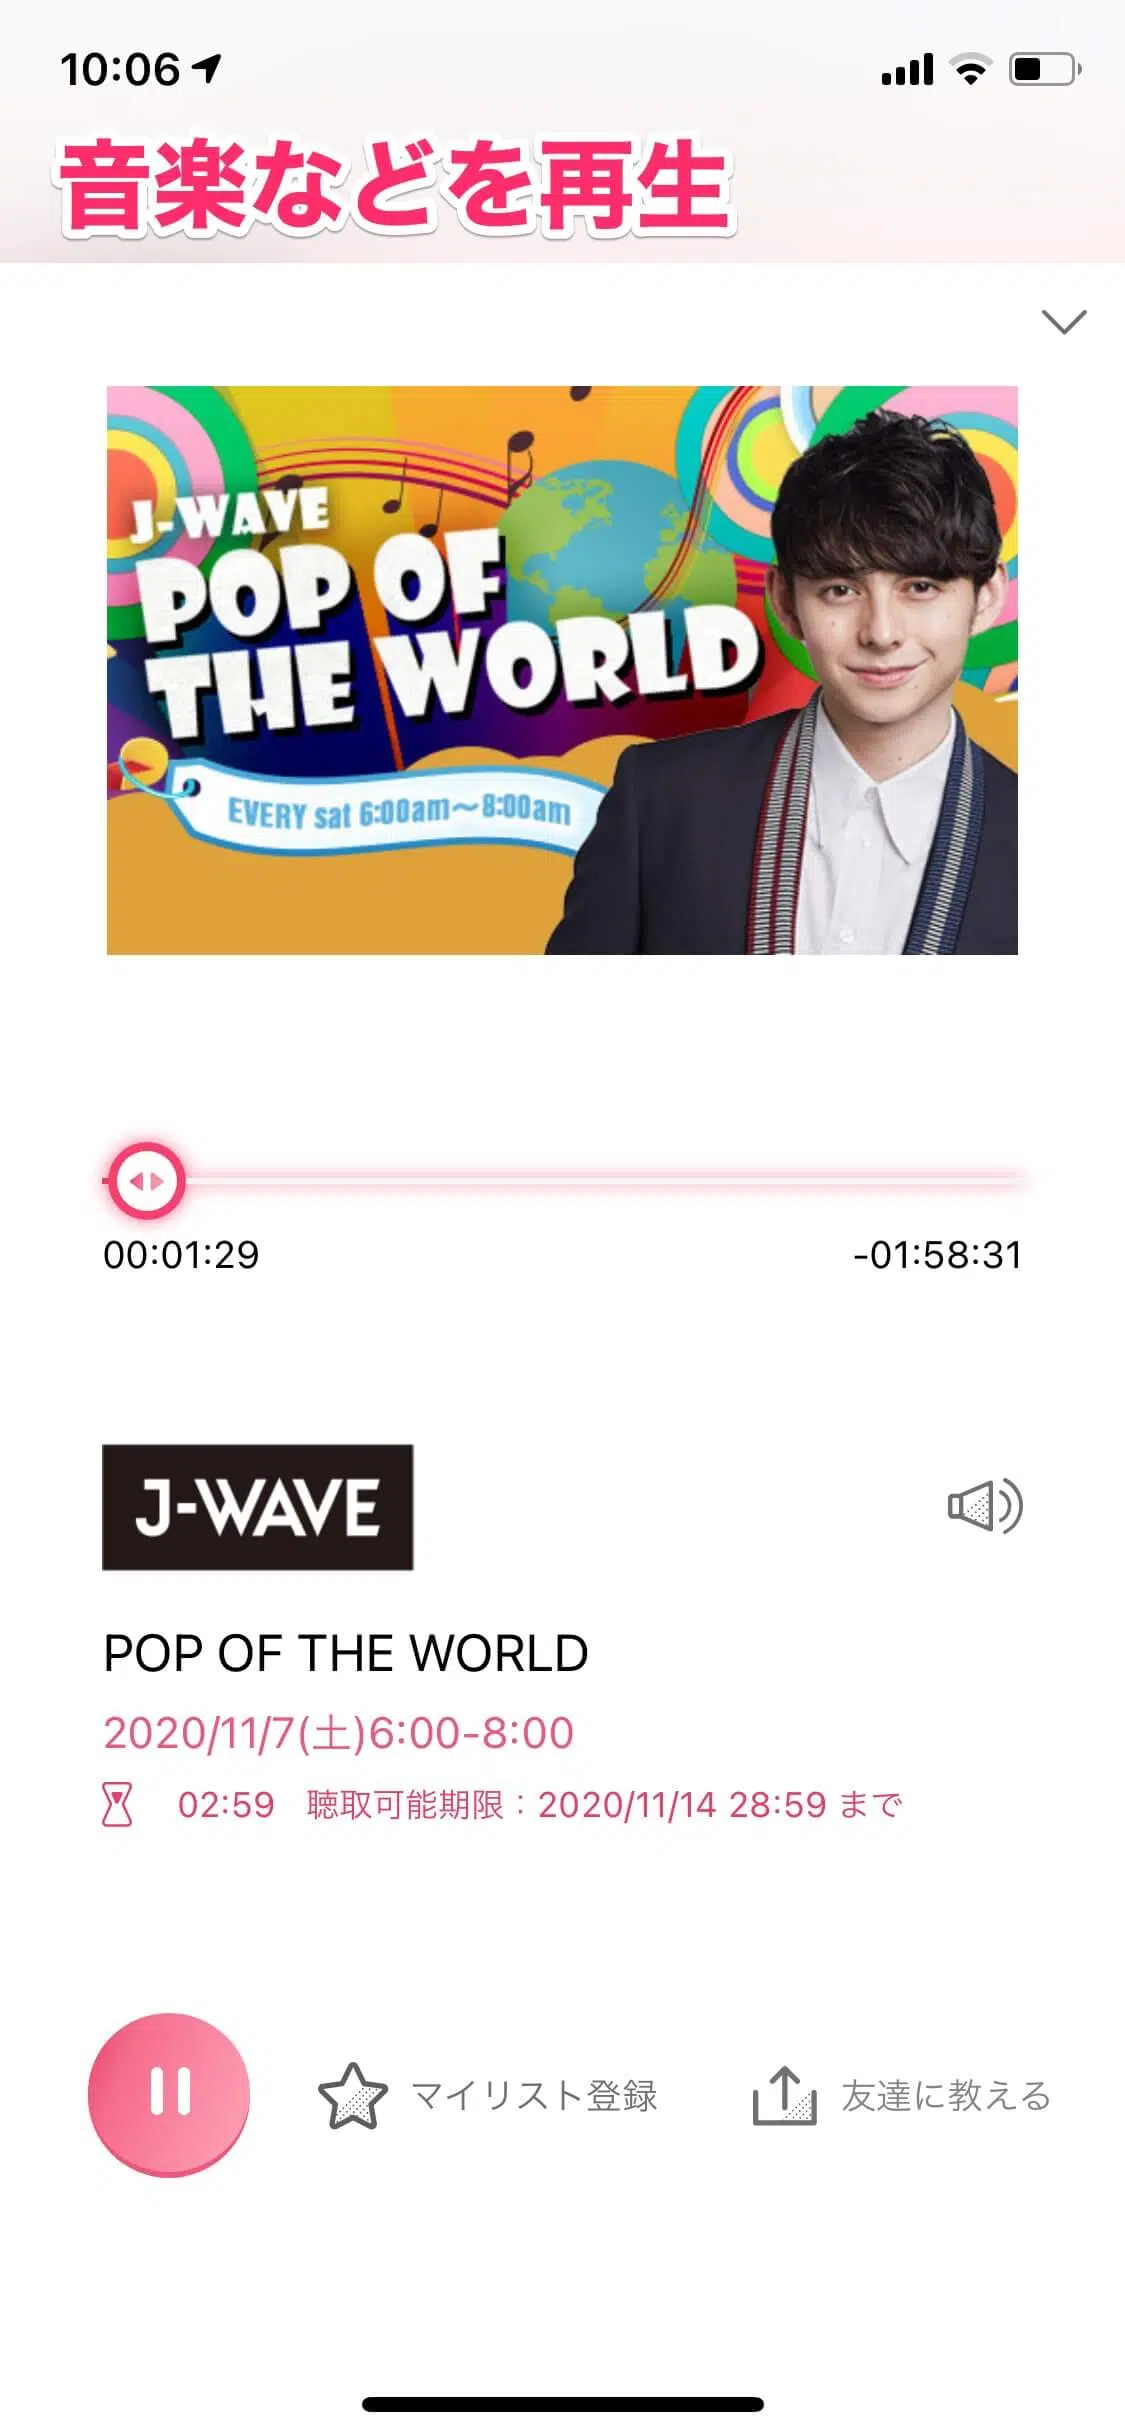 10:06
音楽などを再生
J-WAVE
POP OF
THE WORLD
EVERY sat 6:00am～8:00am
00:01:29
-01:58:31
J-WAVE
POP OF THE WORLD
2020/11/7(土)6:00-8:00
02:59 聴取可能期限：2020/11/14 28:59 まで
マイリスト登録
友達に教える